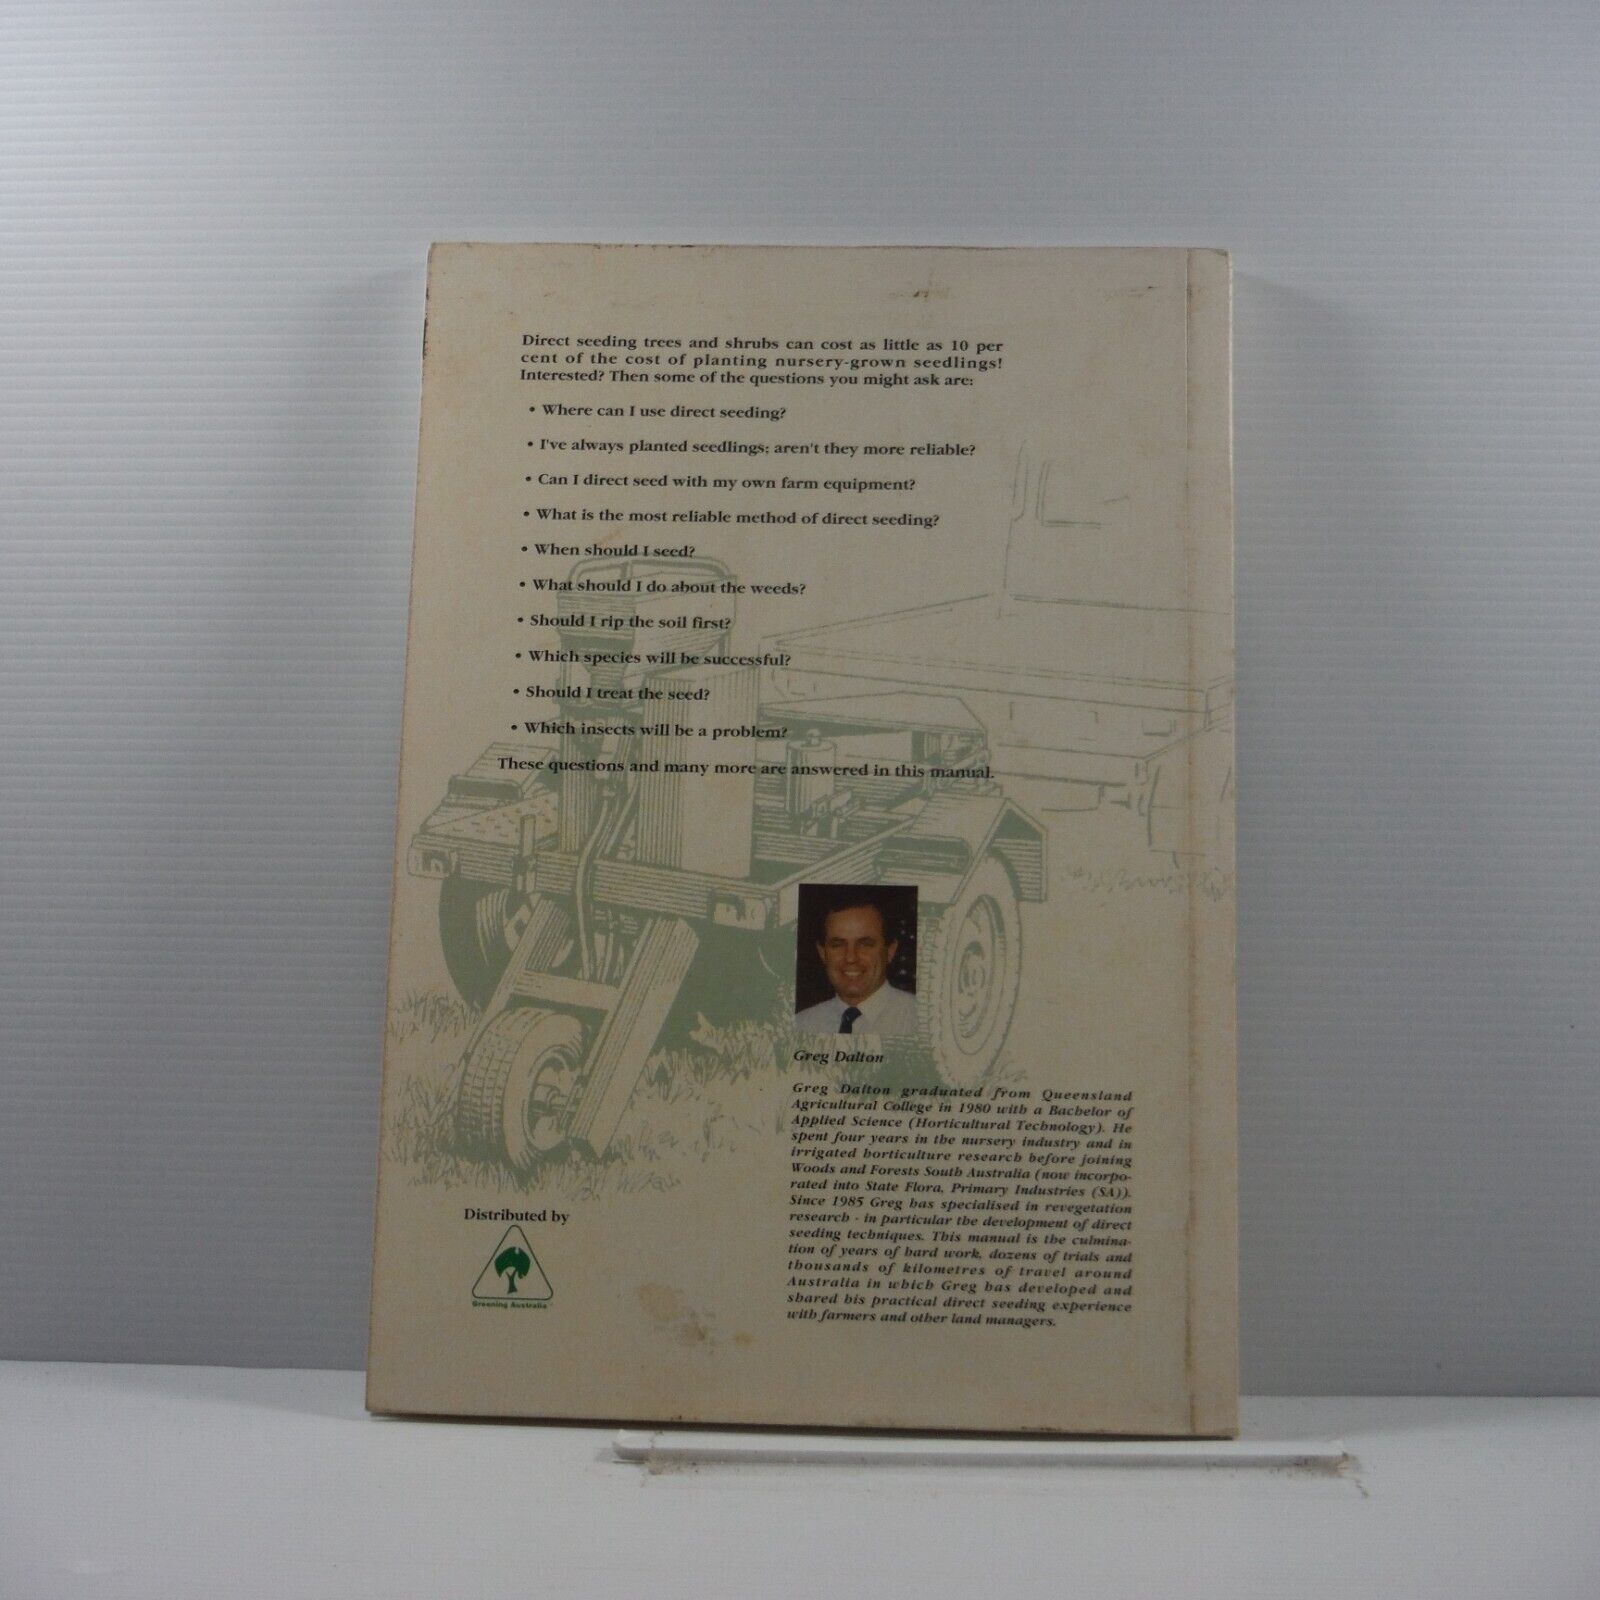 Direct seeding trees and shrubs can cost as little as 10 per
cent of the cost of planting nursery-grown seedlings!
Interested? Then some of the questions you might ask are:
• Where can I use direct seeding?
• I've always planted seedlings; aren't they more reliable?
• Can I direct seed with my own farm equipment?
• What is the most reliable method of direct seeding?
• When should I seed?
• What should I do about the weeds?
• Should I rip the soil first?
• Which species will be successful?
• Should I treat the seed?
• Which insects will be a problem?
These questions and many more are answered in this manual.
Greg Dalton
Greg Dalton graduated from Queensland
Agricultural College in 1980 with a Bachelor of
Applied Science (Horticultural Technology). He
spent four years in the nursery industry and in
irrigated horticulture research before joining
Woods and Forests South Australia (now incorpo-
rated into State Flora, Primary Industries (SA)).
Since 1985 Greg has specialised in revegetation
research - in particular the development of direct
seeding techniques. This manual is the culmina-
tion of years of hard work, dozens of trials and
thousands of kilometres of travel around
Australia in which Greg has developed and
shared his practical direct seeding experience
with farmers and other land managers.
Distributed by
Greening Australia